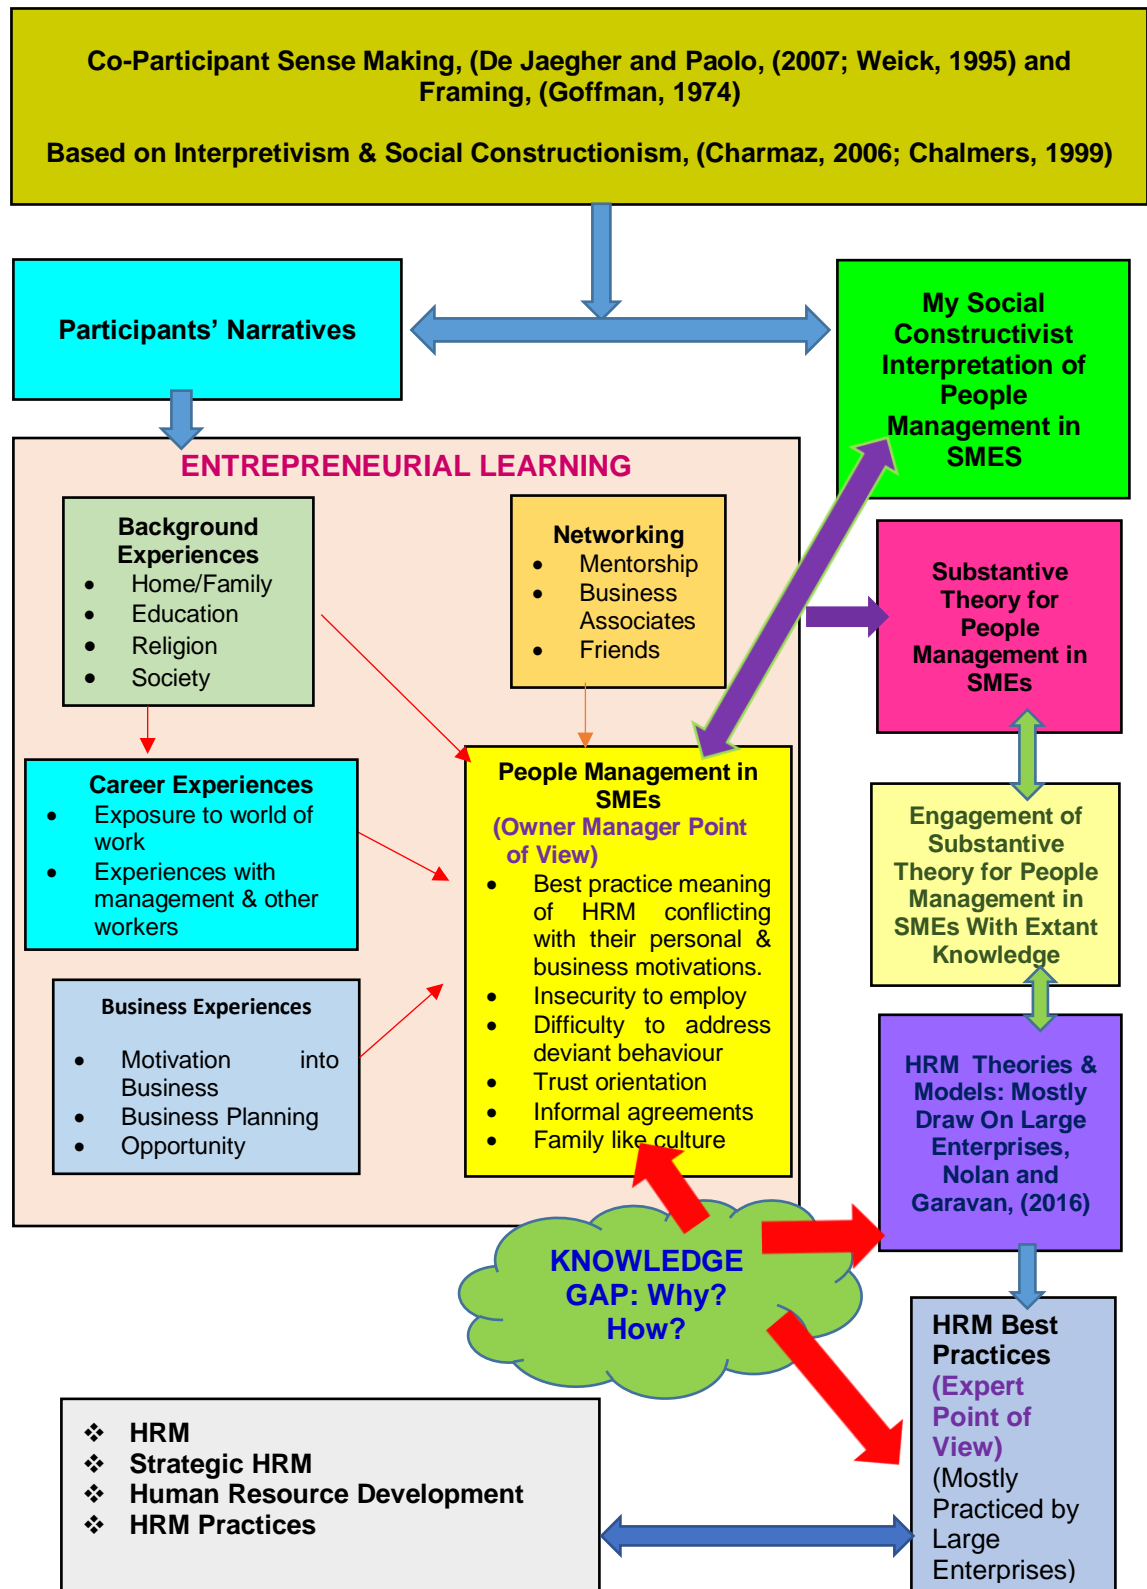 Co-Participant Sense Making, (De Jaegher and Paolo, (2007; Weick, 1995) and
Framing, (Goffman, 1974)
Based on Interpretivism & Social Constructionism, (Charmaz, 2006; Chalmers, 1999)
Participants’ Narratives
My Social
Constructivist
Interpretation of
People
Management in
SMES
ENTREPRENEURIAL LEARNING
Background
Experiences
• Home/Family
• Education
• Religion
• Society
Networking
• Mentorship
• Business
Associates
• Friends
Substantive
Theory for
People
Management in
SMEs
Career Experiences
• Exposure to world of
work
• Experiences with
management & other
workers
People Management in
SMEs
(Owner Manager Point
of View)
• Best practice meaning
of HRM conflicting
with their personal &
business motivations.
• Insecurity to employ
• Difficulty to address
deviant behaviour
• Trust orientation
• Informal agreements
• Family like culture
Engagement of
Substantive
Theory for People
Management in
SMEs With Extant
Knowledge
Business Experiences
• Motivation into
Business
• Business Planning
• Opportunity
HRM Theories &
Models: Mostly
Draw On Large
Enterprises,
Nolan and
Garavan, (2016)
KNOWLEDGE
GAP: Why?
How?
HRM Best
Practices
(Expert
Point of
View)
(Mostly
Practiced by
Large
Enterprises)
❖ HRM
❖ Strategic HRM
❖ Human Resource Development
❖ HRM Practices